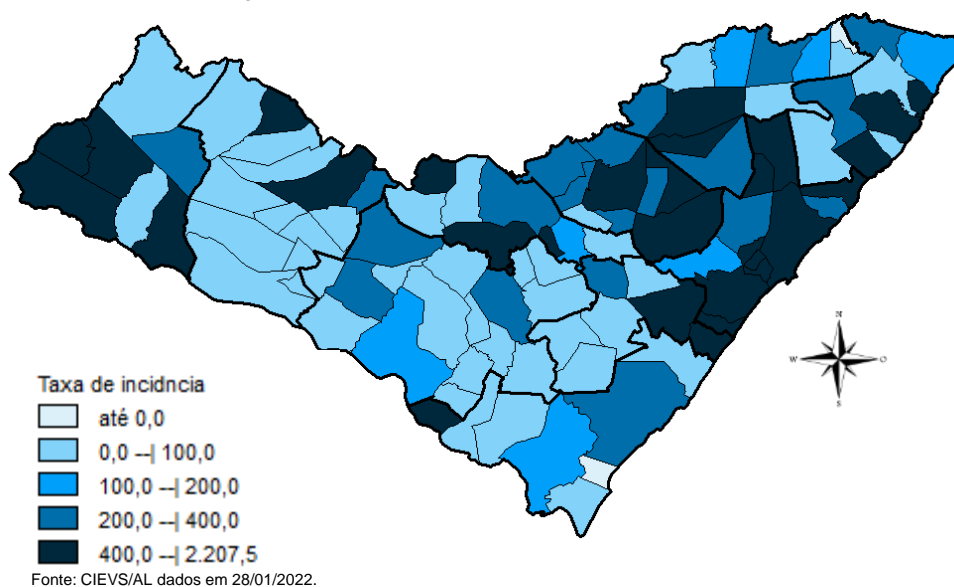 N
W O
S
Taxa de incidncia
até 0,0
0,0 --| 100,0
100,0 --| 200,0
200,0 --| 400,0
400,0 --| 2.207,5
Fonte: CIEVS/AL dados em 28/01/2022.